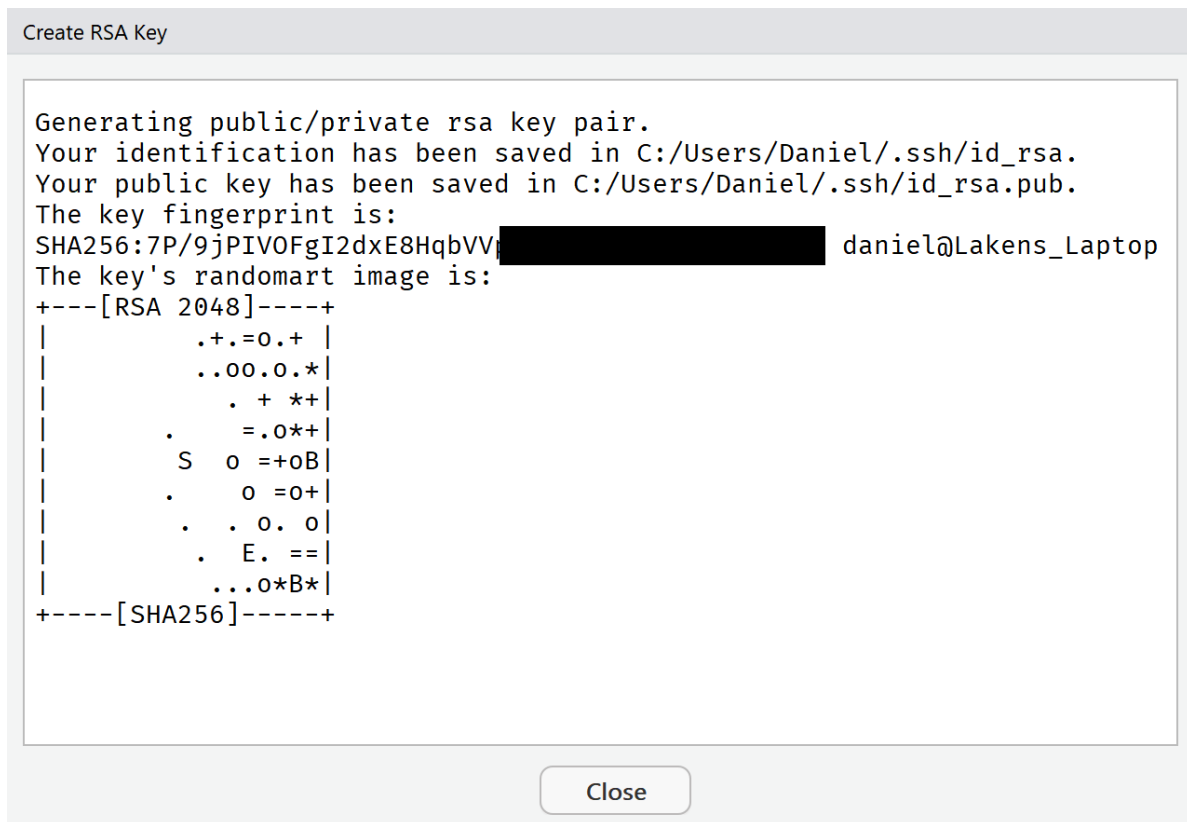 Create RSA Key
Generating public/private rsa key pair.
Your identification has been saved in C:/Users/Daniel/.ssh/id_rsa.
Your public key has been saved in C:/Users/Daniel/.ssh/id_rsa.pub.
The key fingerprint is:
SHA256:7P/9jPIVOFgI2dxE8HqbVVp daniel@Lakens_Laptop
The key's randomart image is:
+---[RSA 2048]----+
|          .+.=o.+ |
|          ..oo.o.*|
|            . + *+|
|        .    =.o*+|
|         S  o =+oB|
|        .    o =o+|
|         .  . o. o|
|          .  E. ==|
|           ...o*B*|
+----[SHA256]-----+
Close